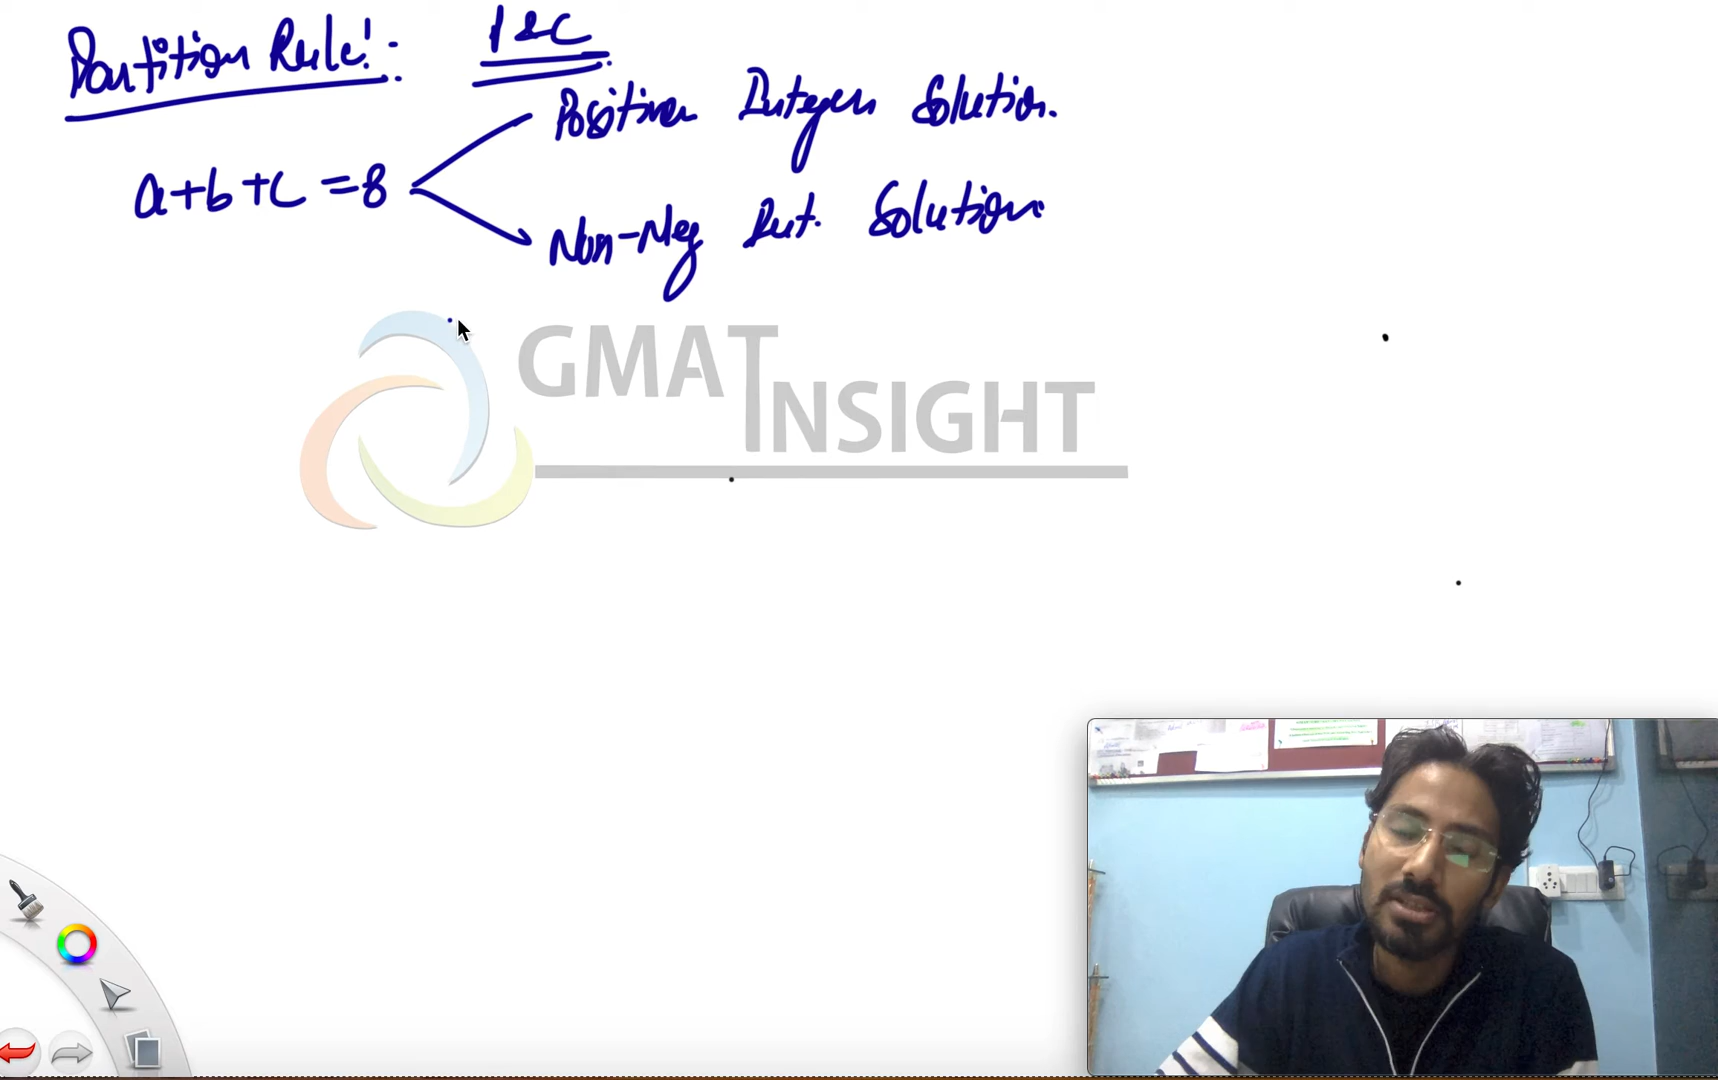 Partition Rule:- P&C
Positive Integer Solution.
a+b+c=8
Non-Neg Int. Solution
GMAT INSIGHT